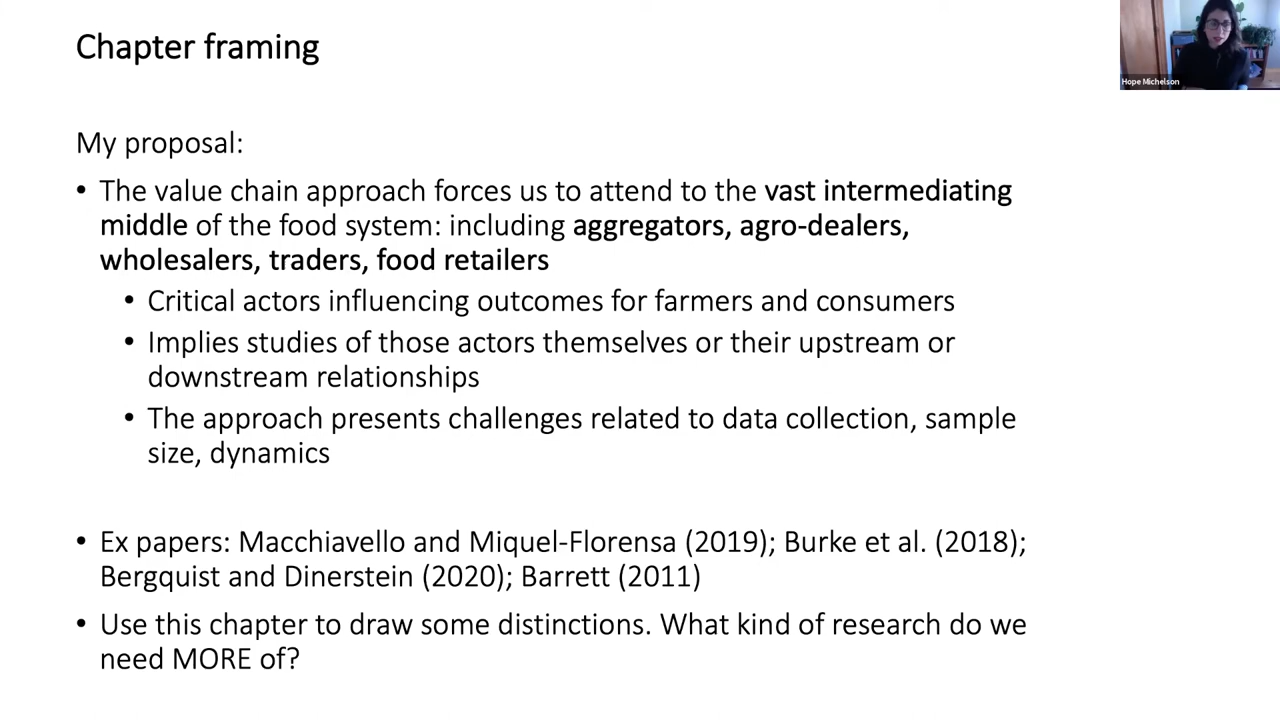 Chapter framing
Hope Michelson
My proposal:
• The value chain approach forces us to attend to the vast intermediating
middle of the food system: including aggregators, agro-dealers,
wholesalers, traders, food retailers
• Critical actors influencing outcomes for farmers and consumers
• Implies studies of those actors themselves or their upstream or
downstream relationships
• The approach presents challenges related to data collection, sample
size, dynamics
• Ex papers: Macchiavello and Miquel-Florensa (2019); Burke et al. (2018);
Bergquist and Dinerstein (2020); Barrett (2011)
• Use this chapter to draw some distinctions. What kind of research do we
need MORE of?